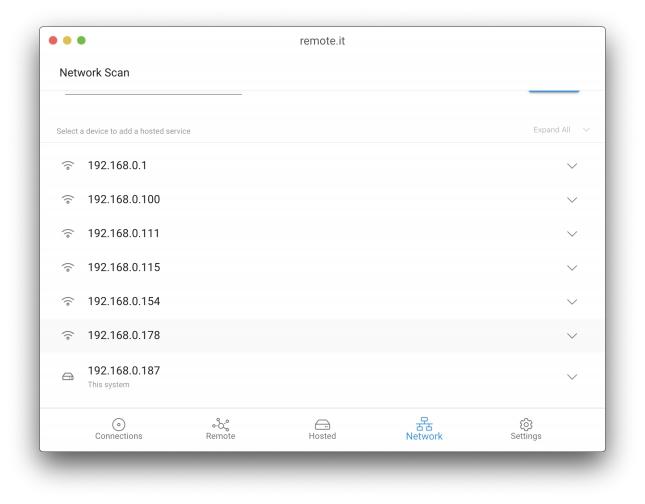 remote.it
Network Scan
Select a device to add a hosted service Expand All
192.168.0.1
192.168.0.100
192.168.0.111
192.168.0.115
192.168.0.154
192.168.0.178
192.168.0.187
This system
Connections Remote Hosted Network Settings